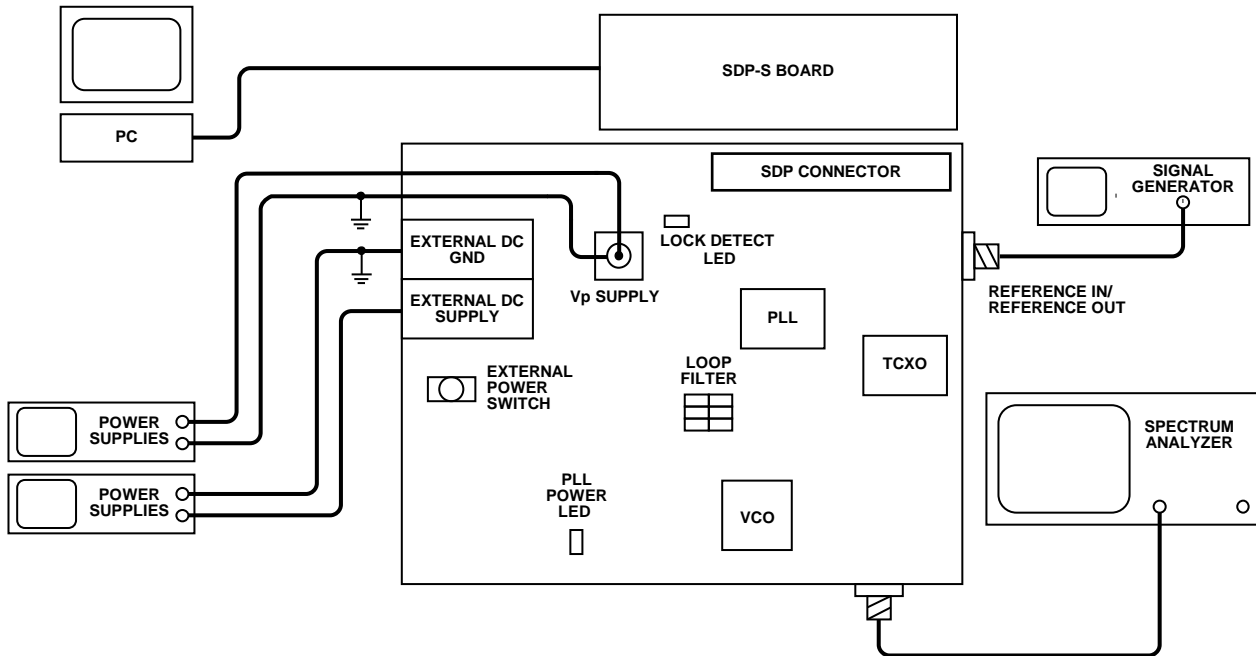 SDP-S BOARD
PC
SDP CONNECTOR
SIGNAL
GENERATOR
EXTERNAL DC
GND
LOCK DETECT
LED
EXTERNAL DC
SUPPLY
Vp SUPPLY
REFERENCE IN/
REFERENCE OUT
PLL
TCXO
LOOP
FILTER
EXTERNAL
POWER
SWITCH
POWER
SUPPLIES
SPECTRUM
ANALYZER
POWER
SUPPLIES
PLL
POWER
LED
VCO